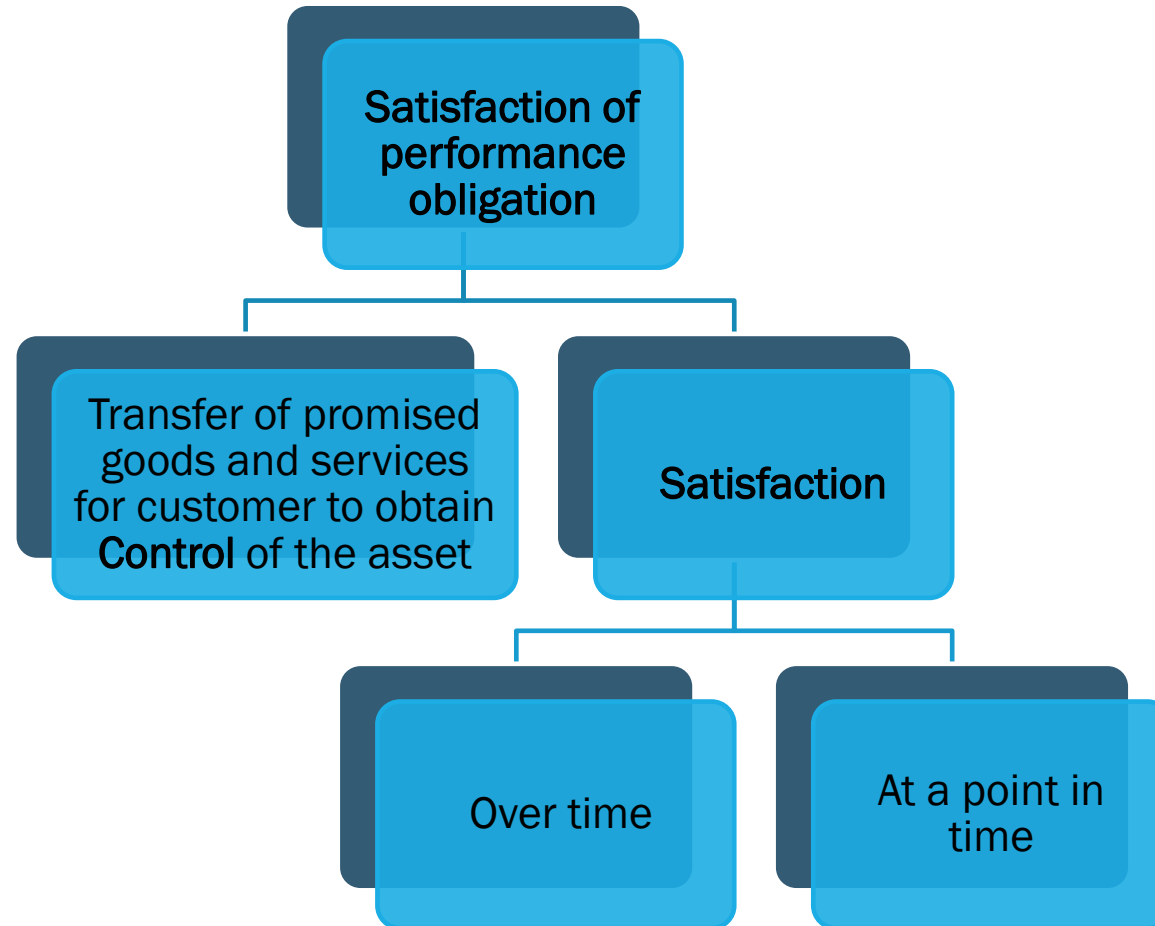 Satisfaction of
performance
obligation
Transfer of promised
goods and services
for customer to obtain
Control of the asset
Satisfaction
Over time
At a point in
time